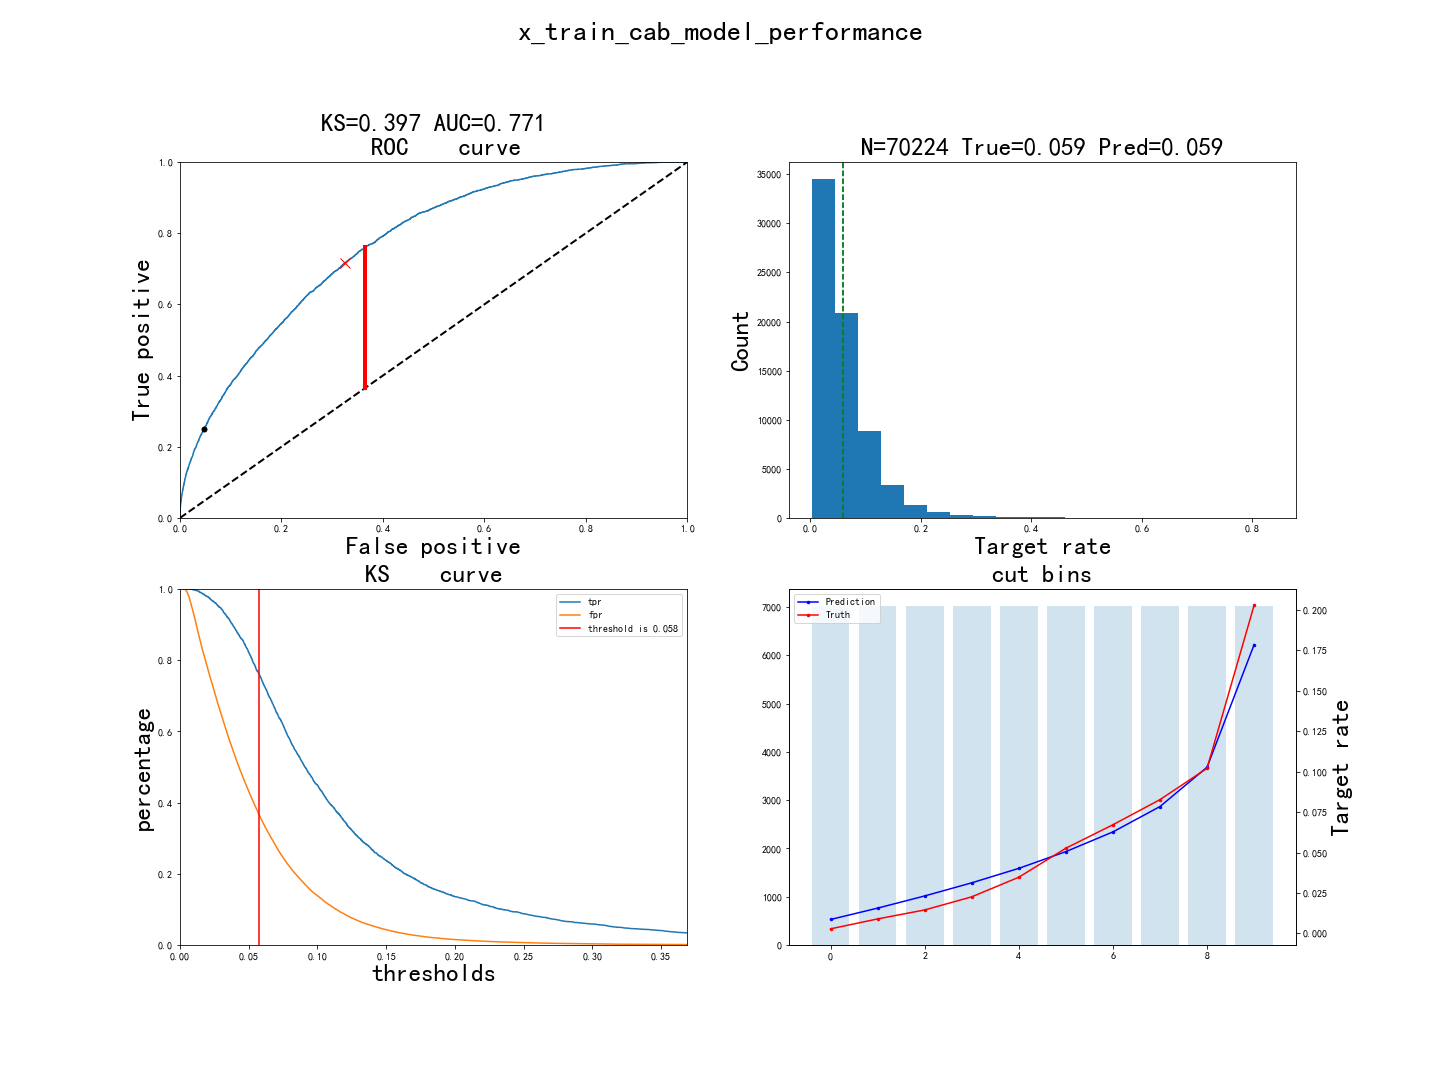 x_train_cab_model_performance
KS=0.397 AUC=0.771
ROC curve
1.0
0.8
0.6
0.4
0.2
0.0
True positive
0.0 0.2 0.4 0.6 0.8 1.0
False positive
N=70224 True=0.059 Pred=0.059
35000
30000
25000
20000
15000
10000
5000
0
Count
0.0 0.2 0.4 0.6 0.8
Target rate
KS curve
1.0
0.8
0.6
0.4
0.2
0.0
percentage
tpr
fpr
threshold is 0.058
0.00 0.05 0.10 0.15 0.20 0.25 0.30 0.35
thresholds
cut bins
7000
6000
5000
4000
3000
2000
1000
0
Prediction
Truth
0 2 4 6 8
0.200
0.175
0.150
0.125
0.100
0.075
0.050
0.025
0.000
Target rate